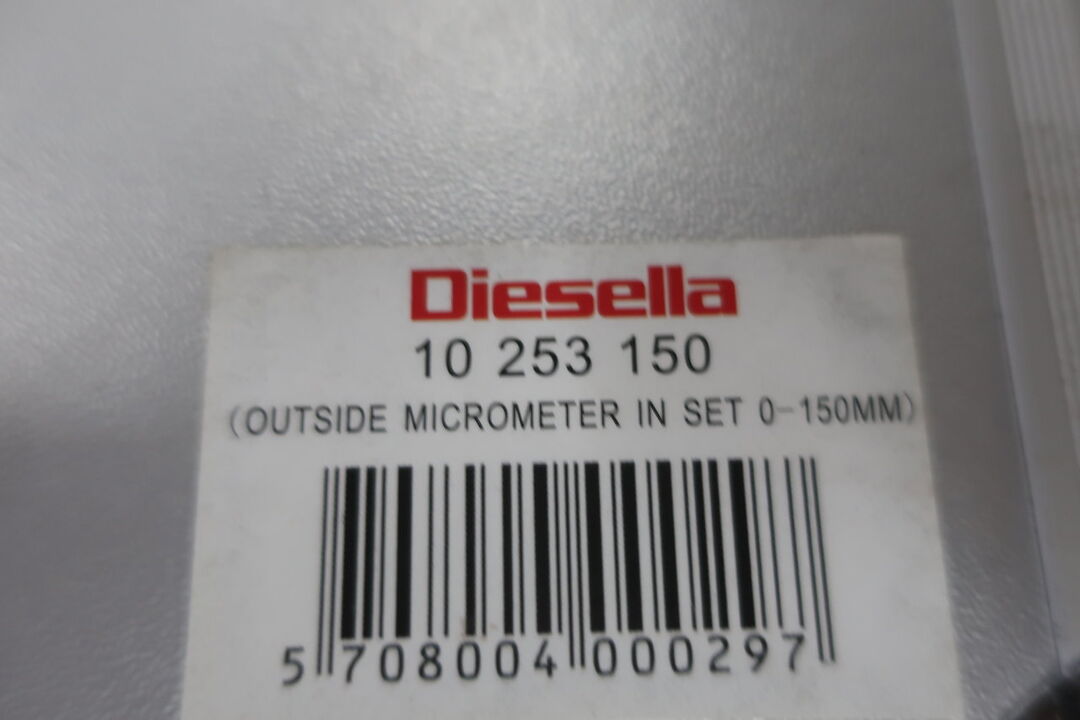 Diesella
10 253 150
(OUTSIDE MICROMETER IN SET 0-150MM)
5 708004 000297